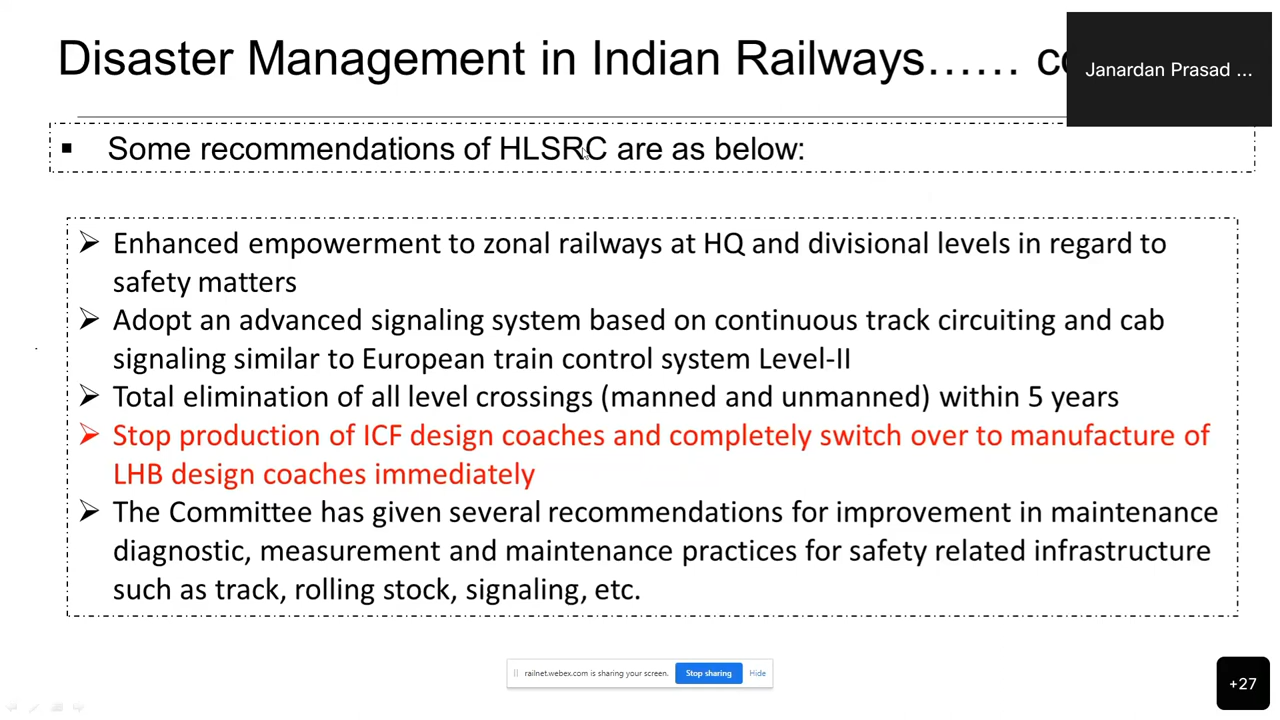 Disaster Management in Indian Railways…… co
Janardan Prasad ...
▪ Some recommendations of HLSRC are as below:
➢ Enhanced empowerment to zonal railways at HQ and divisional levels in regard to
safety matters
➢ Adopt an advanced signaling system based on continuous track circuiting and cab
signaling similar to European train control system Level-II
➢ Total elimination of all level crossings (manned and unmanned) within 5 years
➢ Stop production of ICF design coaches and completely switch over to manufacture of
LHB design coaches immediately
➢ The Committee has given several recommendations for improvement in maintenance
diagnostic, measurement and maintenance practices for safety related infrastructure
such as track, rolling stock, signaling, etc.
railnet.webex.com is sharing your screen. Stop sharing Hide
+27